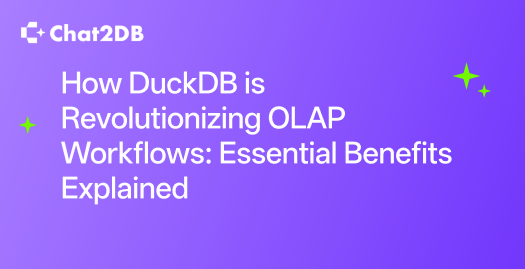 Chat2DB
How DuckDB is
Revolutionizing OLAP
Workflows: Essential Benefits
Explained